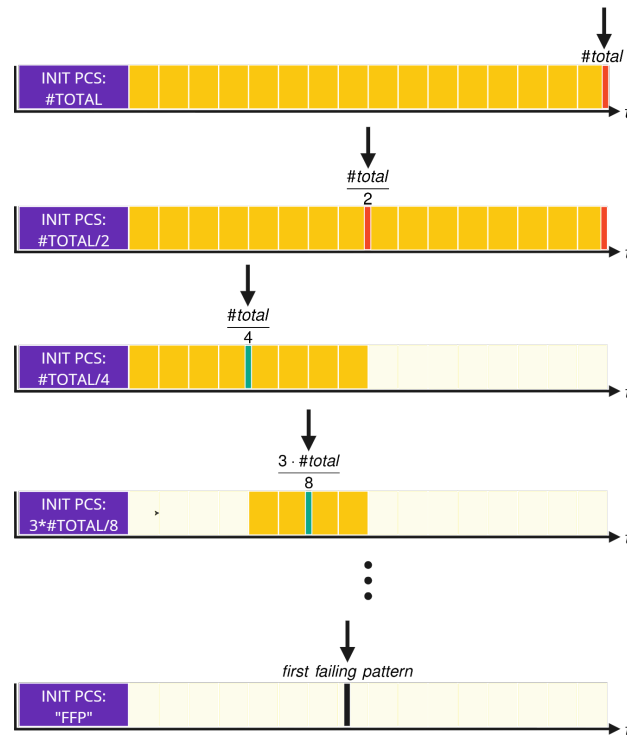 #total
INIT PCS:
#TOTAL
t
#total
2
INIT PCS:
#TOTAL/2
t
#total
4
INIT PCS:
#TOTAL/4
t
3 · #total
8
INIT PCS:
3*#TOTAL/8
t
first failing pattern
INIT PCS:
"FFP"
t